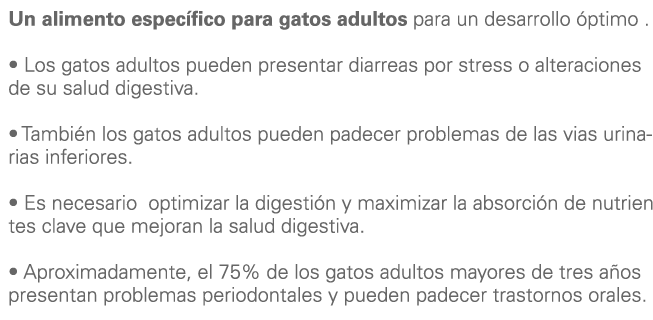 Un alimento específico para gatos adultos para un desarrollo óptimo .
• Los gatos adultos pueden presentar diarreas por stress o alteraciones
de su salud digestiva.
• También los gatos adultos pueden padecer problemas de las vias urina-
rias inferiores.
• Es necesario  optimizar la digestión y maximizar la absorción de nutrien
tes clave que mejoran la salud digestiva.
• Aproximadamente, el 75% de los gatos adultos mayores de tres años
presentan problemas periodontales y pueden padecer trastornos orales.